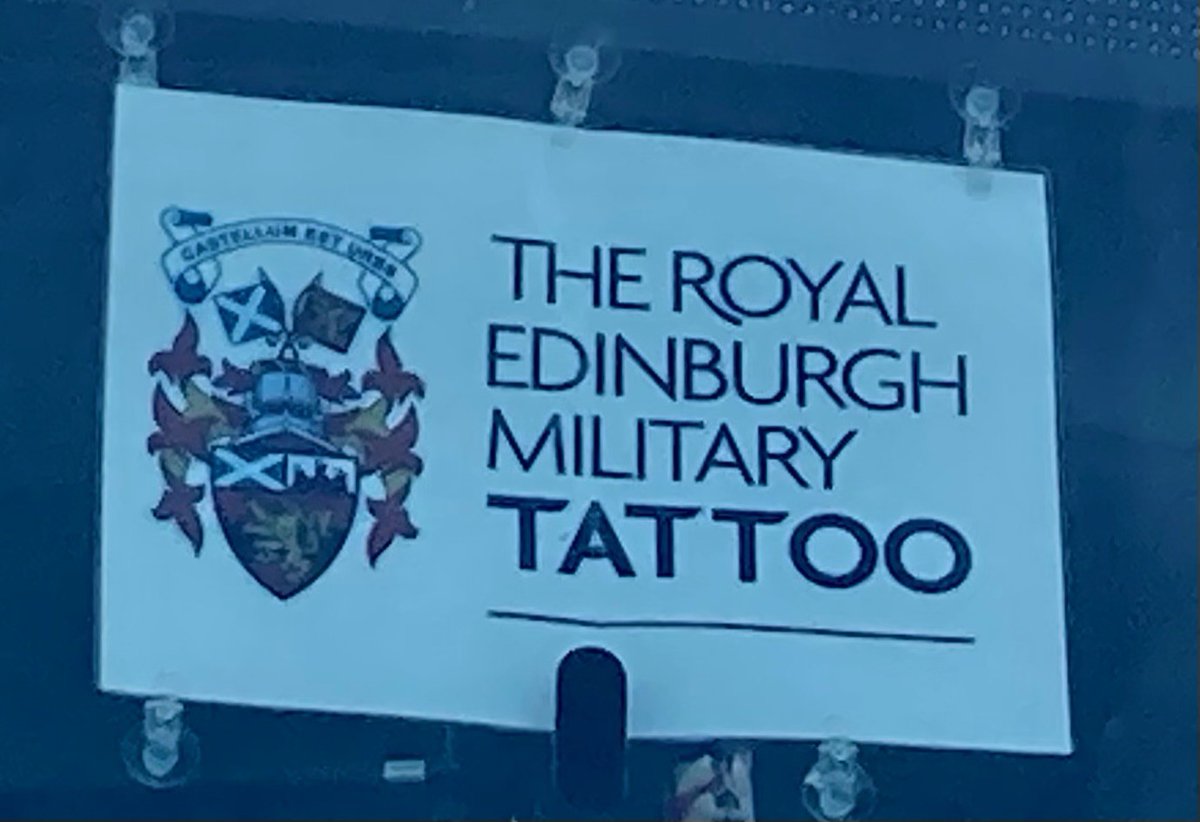 CASTELLUM EST URBS
THE ROYAL
EDINBURGH
MILITARY
TATTOO